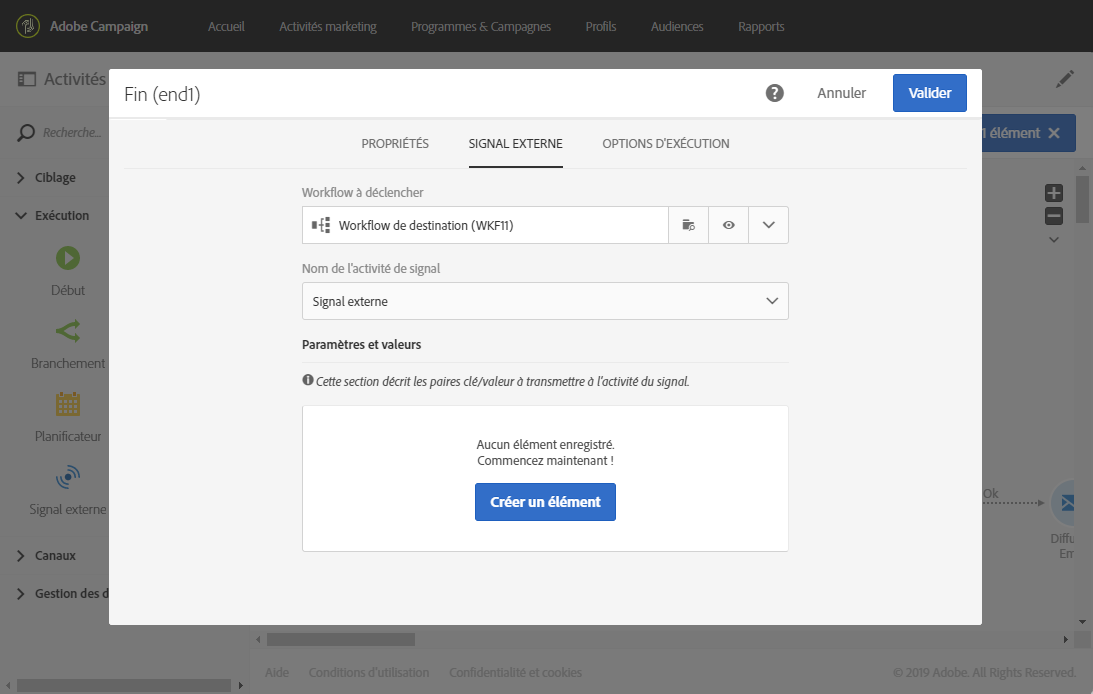 Adobe Campaign
Accueil
Activités marketing
Programmes & Campagnes
Profils
Audiences
Rapports
Activités
Fin (end1)
Annuler
Valider
Recherche...
1 élément
PROPRIÉTÉS
SIGNAL EXTERNE
OPTIONS D'EXÉCUTION
Ciblage
Exécution
Début
Branchement
Planificateur
Signal externe
Canaux
Gestion des d
Workflow à déclencher
Workflow de destination (WKF11)
Nom de l'activité de signal
Signal externe
Paramètres et valeurs
Cette section décrit les paires clé/valeur à transmettre à l'activité du signal.
Aucun élément enregistré.
Commencez maintenant !
Créer un élément
Ok
Diffu
Em
Aide
Conditions d'utilisation
Confidentialité et cookies
© 2019 Adobe. All Rights Reserved.